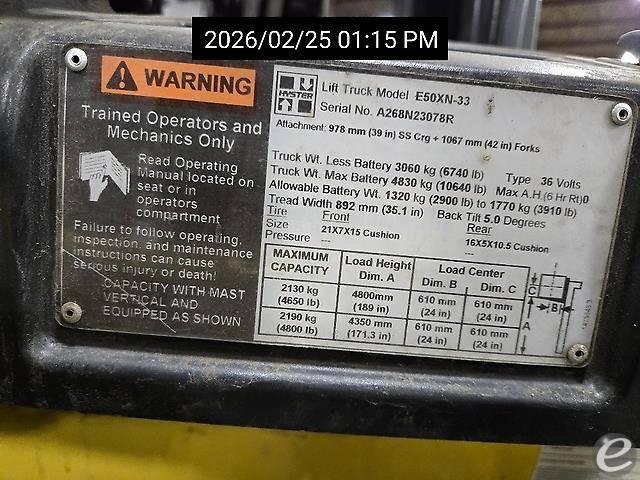 2026/02/25 01:15 PM
WARNING
Trained Operators and
Mechanics Only
Read Operating
Manual located on
seat or in
operators
compartment
Failure to follow operating,
inspection, and maintenance
instructions can cause
serious injury or death!
CAPACITY WITH MAST
VERTICAL AND
EQUIPPED AS SHOWN
HYSTER
Lift Truck Model E50XN-33
Serial No. A268N23078R
Attachment: 978 mm (39 in) SS Crg + 1067 mm (42 in) Forks
Truck Wt. Less Battery 3060 kg (6740 lb) Type 36 Volts
Truck Wt. Max Battery 4830 kg (10640 lb) Max A.H.(6 Hr Rt)0
Allowable Battery Wt. 1320 kg (2900 lb) to 1770 kg (3910 lb)
Tread Width 892 mm (35.1 in) Back Tilt 5.0 Degrees
Tire Front Rear
Size 21X7X15 Cushion 16X5X10.5 Cushion
Pressure --- ---
MAXIMUM CAPACITY Load Height Dim. A Load Center Dim. B Dim. C
2130 kg (4650 lb) 4800mm (189 in) 610 mm (24 in) 610 mm (24 in)
2190 kg (4800 lb) 4350 mm (171.3 in) 610 mm (24 in) 610 mm (24 in)
C
B
A
e